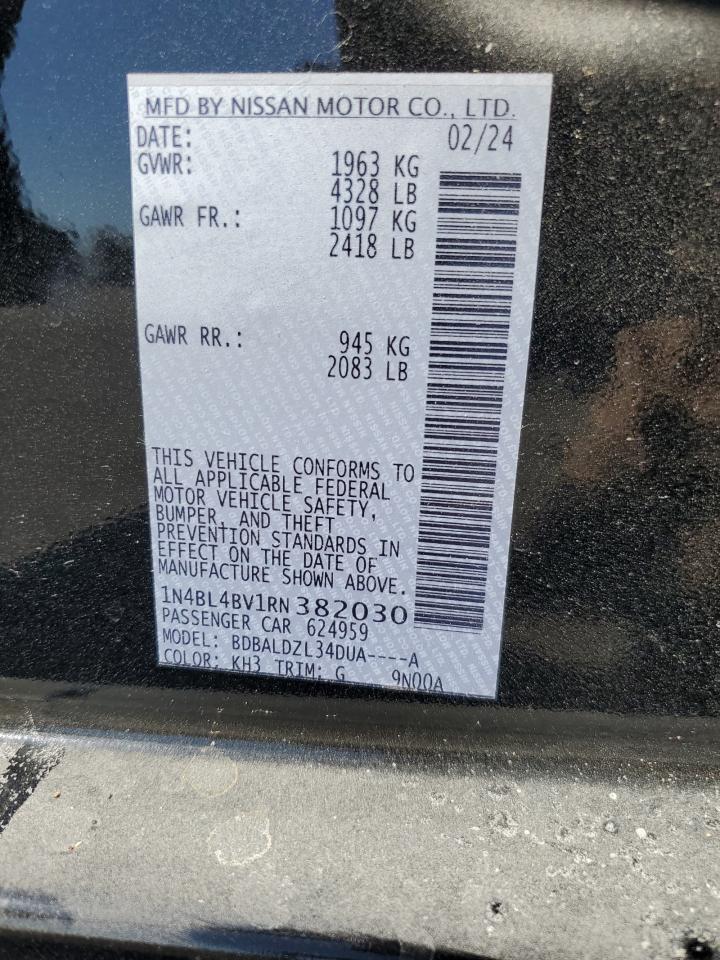 MFD BY NISSAN MOTOR CO., LTD.
DATE: 02/24
GVWR: 1963 KG
4328 LB
GAWR FR.: 1097 KG
2418 LB
GAWR RR.: 945 KG
2083 LB
THIS VEHICLE CONFORMS TO
ALL APPLICABLE FEDERAL
MOTOR VEHICLE SAFETY,
BUMPER, AND THEFT
PREVENTION STANDARDS IN
EFFECT ON THE DATE OF
MANUFACTURE SHOWN ABOVE.
1N4BL4BV1RN382030
PASSENGER CAR 624959
MODEL: BDBALDZL34DUA----A
COLOR: KH3 TRIM: G 9N00A